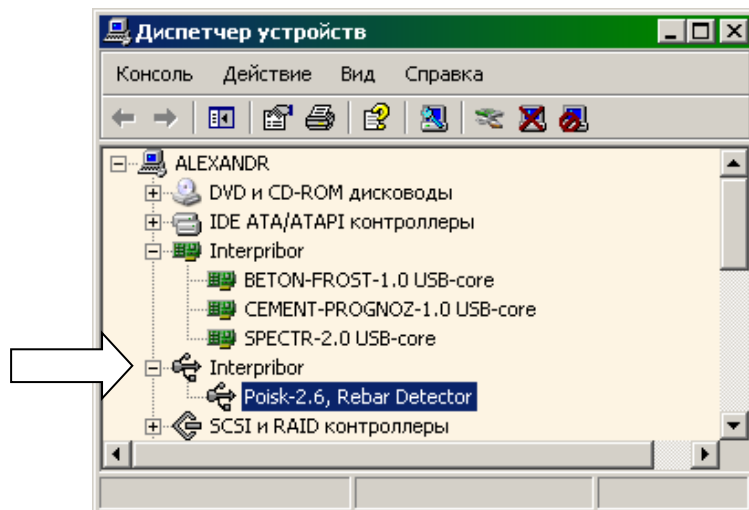 Диспетчер устройств
Консоль Действие Вид Справка
ALEXANDR
DVD и CD-ROM дисководы
IDE ATA/ATAPI контроллеры
Interpribor
BETON-FROST-1.0 USB-core
CEMENT-PROGNOZ-1.0 USB-core
SPECTR-2.0 USB-core
Interpribor
Poisk-2.6, Rebar Detector
SCSI и RAID контроллеры